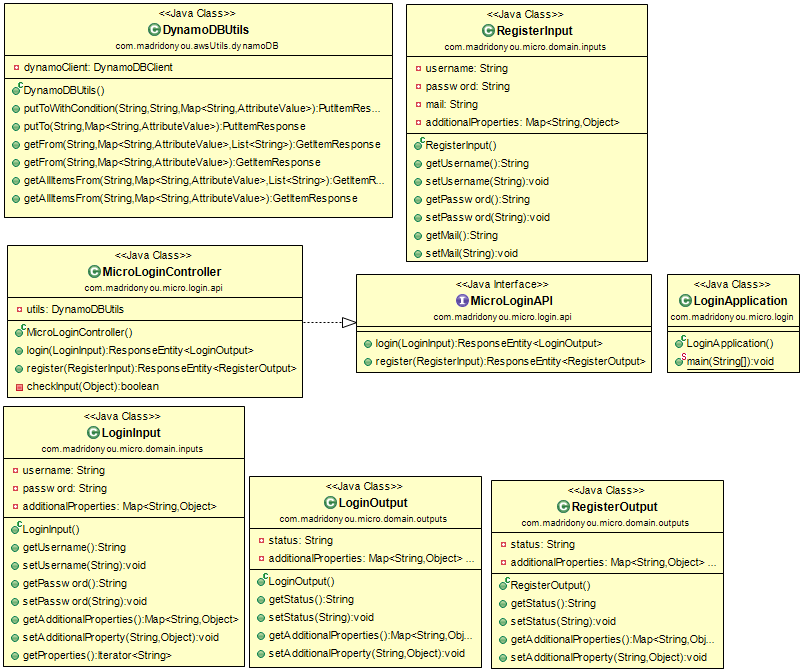 <<Java Class>>
DynamoDBUtils
com.madridonyou.awsUtils.dynamoDB
dynamoClient: DynamoDBClient
DynamoDBUtils()
putToWithCondition(String,String,Map<String,AttributeValue>):PutItemRes...
putTo(String,Map<String,AttributeValue>):PutItemResponse
getFrom(String,Map<String,AttributeValue>,List<String>):GetItemResponse
getFrom(String,Map<String,AttributeValue>):GetItemResponse
getAllItemsFrom(String,Map<String,AttributeValue>,List<String>):GetItemR...
getAllItemsFrom(String,Map<String,AttributeValue>):GetItemResponse
<<Java Class>>
RegisterInput
com.madridonyou.micro.domain.inputs
username: String
password: String
mail: String
additionalProperties: Map<String,Object>
RegisterInput()
getUsername():String
setUsername(String):void
getPassword():String
setPassword(String):void
getMail():String
setMail(String):void
<<Java Class>>
MicroLoginController
com.madridonyou.micro.login.api
utils: DynamoDBUtils
MicroLoginController()
login(LoginInput):ResponseEntity<LoginOutput>
register(RegisterInput):ResponseEntity<RegisterOutput>
checkInput(Object):boolean
<<Java Interface>>
MicroLoginAPI
com.madridonyou.micro.login.api
login(LoginInput):ResponseEntity<LoginOutput>
register(RegisterInput):ResponseEntity<RegisterOutput>
<<Java Class>>
LoginApplication
com.madridonyou.micro.login
LoginApplication()
main(String[]):void
<<Java Class>>
LoginInput
com.madridonyou.micro.domain.inputs
username: String
password: String
additionalProperties: Map<String,Object>
LoginInput()
getUsername():String
setUsername(String):void
getPassword():String
setPassword(String):void
getAdditionalProperties():Map<String,Object>
setAdditionalProperty(String,Object):void
getProperties():Iterator<String>
<<Java Class>>
LoginOutput
com.madridonyou.micro.domain.outputs
status: String
additionalProperties: Map<String,Object> ...
LoginOutput()
getStatus():String
setStatus(String):void
getAdditionalProperties():Map<String,Obj...
setAdditionalProperty(String,Object):void
<<Java Class>>
RegisterOutput
com.madridonyou.micro.domain.outputs
status: String
additionalProperties: Map<String,Object> ...
RegisterOutput()
getStatus():String
setStatus(String):void
getAdditionalProperties():Map<String,Obj...
setAdditionalProperty(String,Object):void